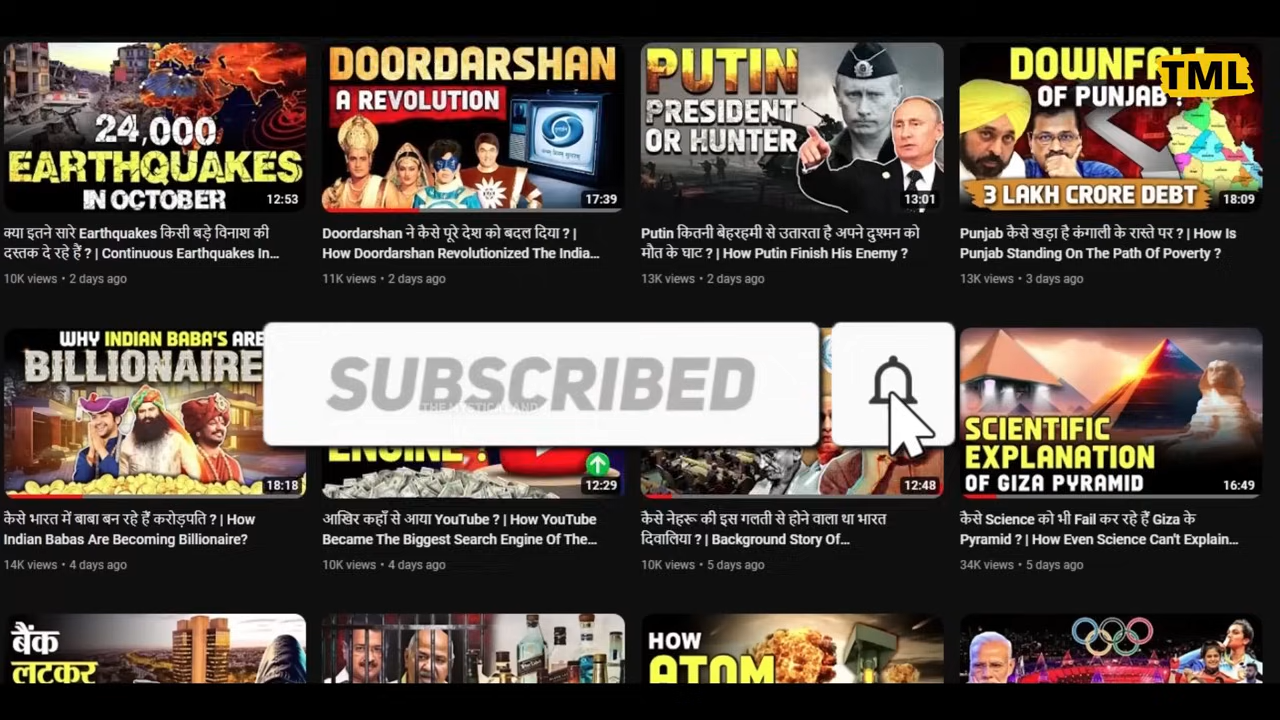 TML
24,000
EARTHQUAKES
IN OCTOBER
12:53
क्या इतने सारे Earthquakes किसी बड़े विनाश की
दस्तक दे रहे हैं ? | Continuous Earthquakes In...
10K views • 2 days ago
DOORDARSHAN
A REVOLUTION
17:39
Doordarshan ने कैसे पूरे देश को बदल दिया ? |
How Doordarshan Revolutionized The India...
11K views • 2 days ago
PUTIN
PRESIDENT
OR HUNTER
13:01
Putin कितनी बेहरहमी से उतारता है अपने दुश्मन को
मौत के घाट ? | How Putin Finish His Enemy ?
13K views • 2 days ago
OF PUNJAB ?
3 LAKH CRORE DEBT
18:09
Punjab कैसे खड़ा है कंगाली के रास्ते पर ? | How Is
Punjab Standing On The Path Of Poverty ?
13K views • 3 days ago
WHY INDIAN BABA'S ARE
BILLIONAIRE
18:18
कैसे भारत में बाबा बन रहे हैं करोड़पति ? | How
Indian Babas Are Becoming Billionaire?
14K views • 4 days ago
SUBSCRIBED
ENGINE ?
12:29
आखिर कहाँ से आया YouTube ? | How YouTube
Became The Biggest Search Engine Of The...
10K views • 4 days ago
12:48
कैसे नेहरू की इस गलती से होने वाला था भारत
दिवालिया ? | Background Story Of...
10K views • 5 days ago
SCIENTIFIC
EXPLANATION
OF GIZA PYRAMID
16:49
कैसे Science को भी Fail कर रहे हैं Giza के
Pyramid ? | How Even Science Can't Explain...
34K views • 5 days ago
बैंक
लटकर
HOW
ATOM